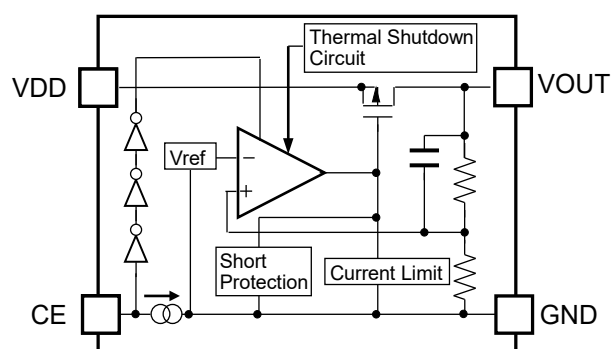 Thermal Shutdown
Circuit
VDD
VOUT
Vref
−
+
Short
Protection
Current Limit
CE
GND